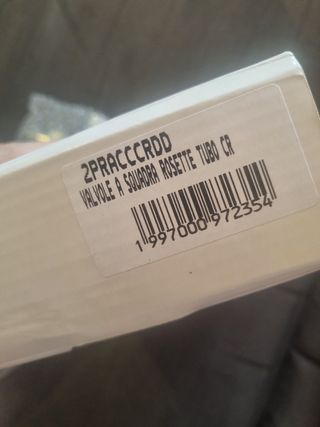 2PRACCCRDD
VALVOLE A SQUADRA ROSETTE TUBO CR
1 997000 972354